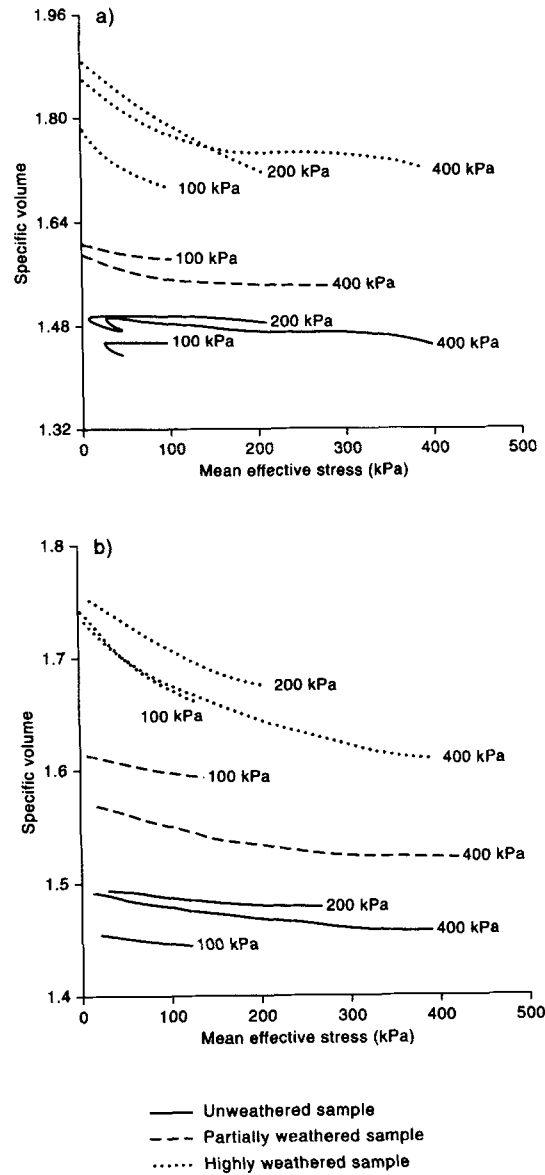 a)
1.96
1.80
1.64
1.48
1.32
Specific volume
200 kPa
400 kPa
100 kPa
100 kPa
400 kPa
200 kPa
100 kPa
400 kPa
0
100
200
300
400
500
Mean effective stress (kPa)
b)
1.8
1.7
1.6
1.5
1.4
Specific volume
200 kPa
100 kPa
400 kPa
100 kPa
400 kPa
200 kPa
400 kPa
100 kPa
0
100
200
300
400
500
Mean effective stress (kPa)
Unweathered sample
Partially weathered sample
Highly weathered sample